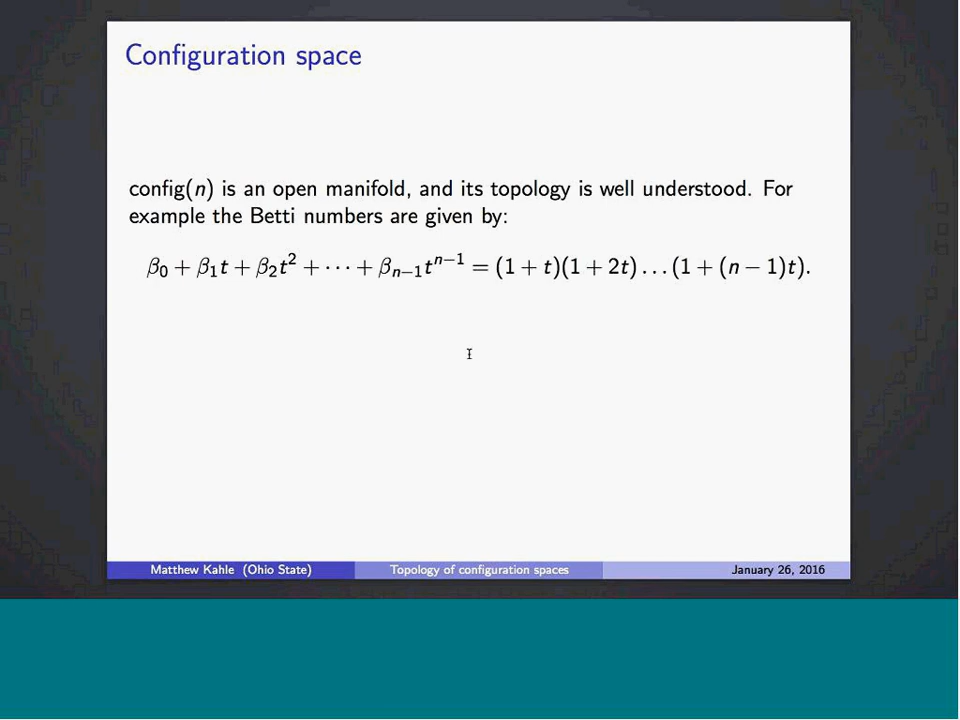 Configuration space
config(n) is an open manifold, and its topology is well understood. For
example the Betti numbers are given by:
β₀ + β₁t + β₂t² + ⋯ + βₙ₋₁tⁿ⁻¹ = (1 + t)(1 + 2t) … (1 + (n − 1)t).
Matthew Kahle (Ohio State) Topology of configuration spaces January 26, 2016